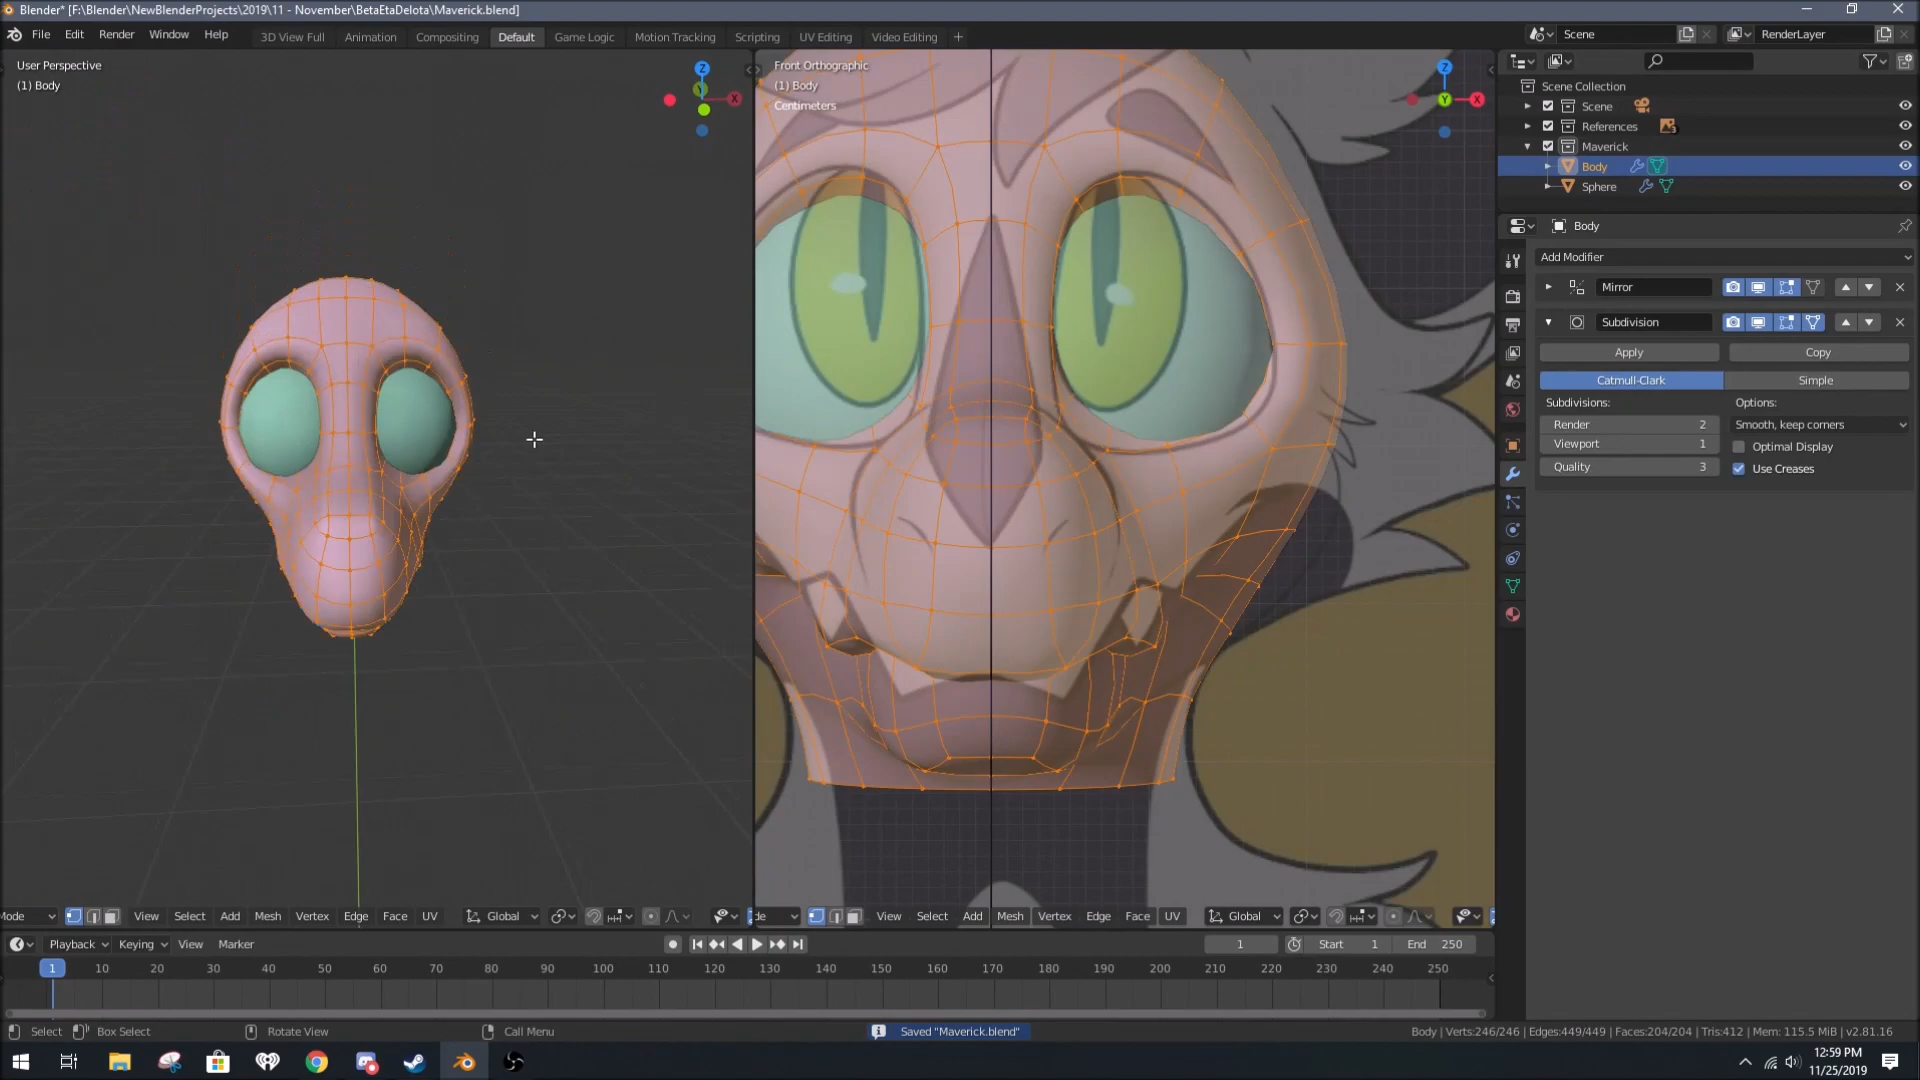 Blender* [F:\Blender\NewBlenderProjects\2019\11 - November\BetaEtaDelota\Maverick.blend]
File Edit Render Window Help 3D View Full Animation Compositing Default Game Logic Motion Tracking Scripting UV Editing Video Editing + Scene RenderLayer
User Perspective
(1) Body
Z
Y
X
Front Orthographic
(1) Body
Centimeters
Z
Y
X
Scene Collection
Scene
References
Maverick
Body
Sphere
Body
Add Modifier
Mirror
Subdivision
Apply Copy
Catmull-Clark Simple
Subdivisions: Options:
Render 2 Smooth, keep corners
Viewport 1 Optimal Display
Quality 3 Use Creases
Mode View Select Add Mesh Vertex Edge Face UV Global
de View Select Add Mesh Vertex Edge Face UV Global
Playback Keying View Marker 1 Start 1 End 250
1 10 20 30 40 50 60 70 80 90 100 110 120 130 140 150 160 170 180 190 200 210 220 230 240 250
Select Box Select Rotate View Call Menu Saved "Maverick.blend" Body | Verts:246/246 | Edges:449/449 | Faces:204/204 | Tris:412 | Mem: 115.5 MiB | v2.81.16
12:59 PM
11/25/2019